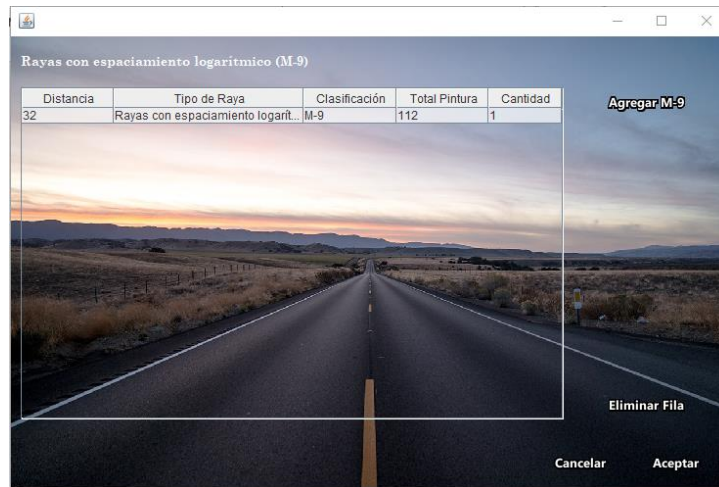 Rayas con espaciamiento logarítmico (M-9)
Distancia Tipo de Raya Clasificación Total Pintura Cantidad
32 Rayas con espaciamiento logarít... M-9 112 1
Agregar M-9
Eliminar Fila
Cancelar Aceptar